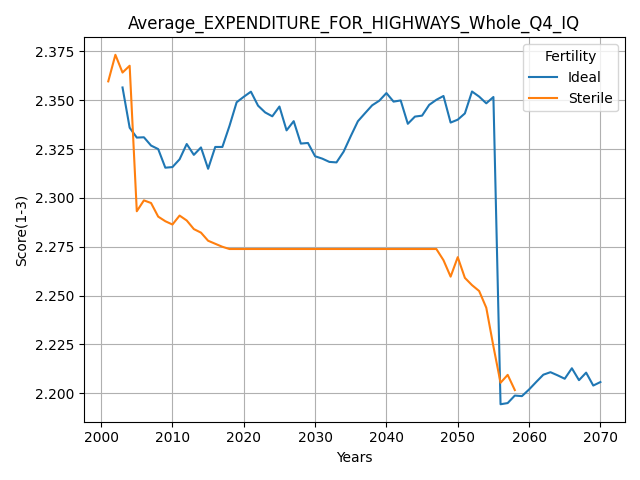 Average_EXPENDITURE_FOR_HIGHWAYS_Whole_Q4_IQ
Fertility
Ideal
Sterile
Score(1-3)
2.375
2.350
2.325
2.300
2.275
2.250
2.225
2.200
2000 2010 2020 2030 2040 2050 2060 2070
Years